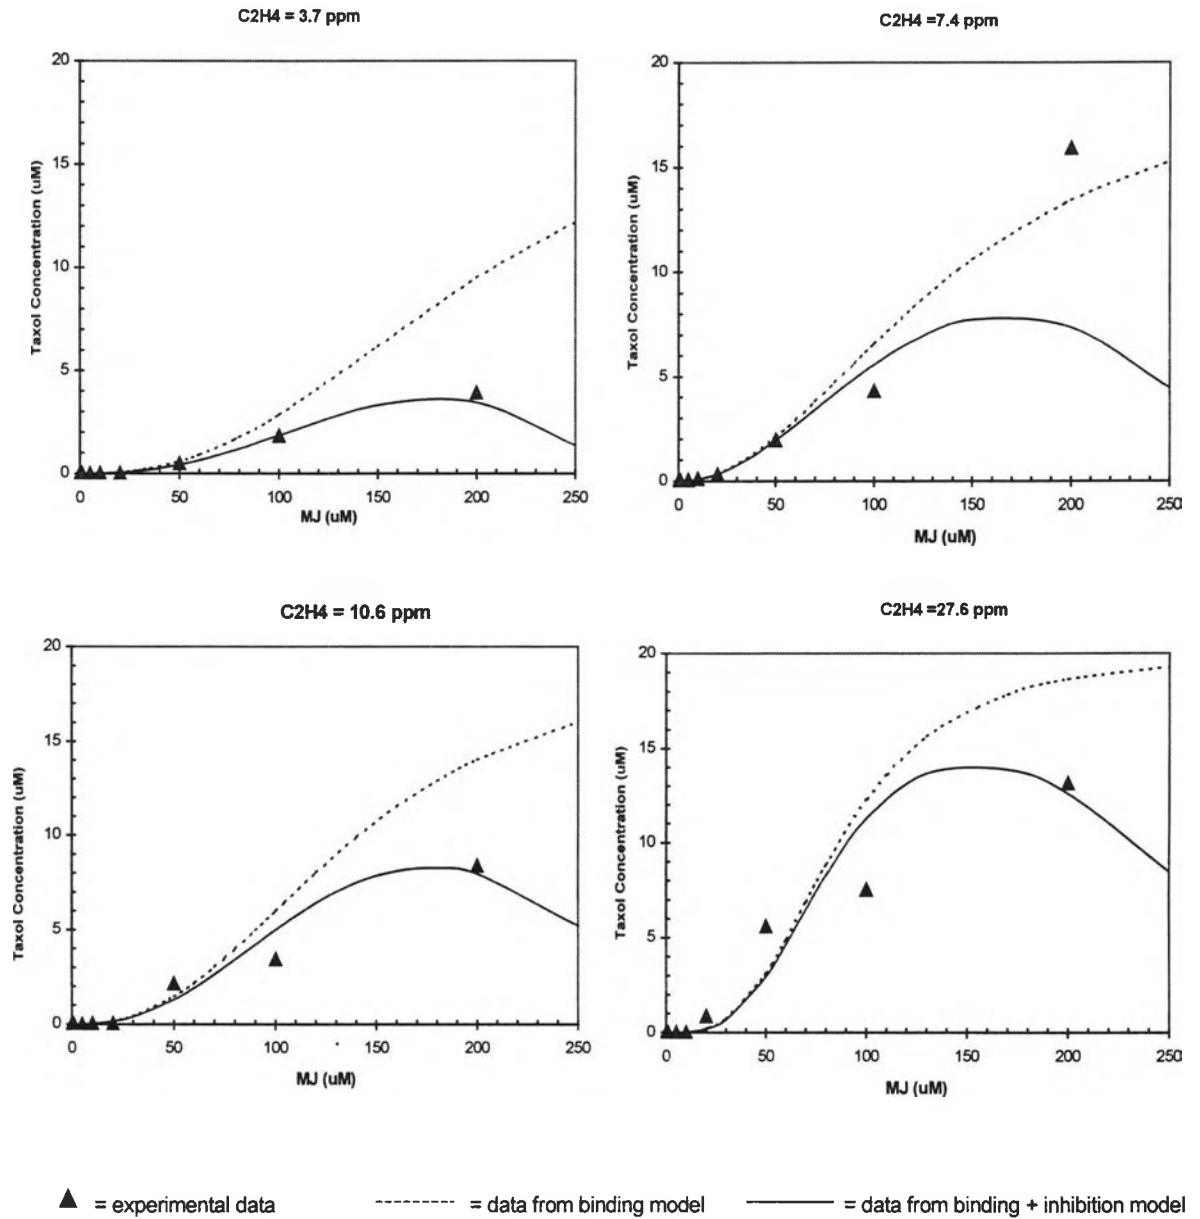 C2H4 = 3.7 ppm
20
15
10
5
0
0 50 100 150 200 250
Taxol Concentration (uM)
MJ (uM)
C2H4 =7.4 ppm
20
15
10
5
0
0 50 100 150 200 250
Taxol Concentration (uM)
MJ (uM)
C2H4 = 10.6 ppm
20
15
10
5
0
0 50 100 150 200 250
Taxol Concentration (uM)
MJ (uM)
C2H4 =27.6 ppm
20
15
10
5
0
0 50 100 150 200 250
Taxol Concentration (uM)
MJ (uM)
= experimental data = data from binding model = data from binding + inhibition model